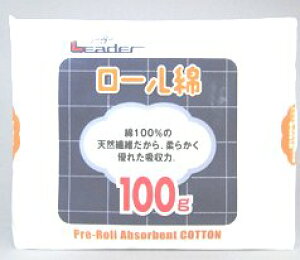 Leader
ロール綿
綿100%の
天然繊維だから、柔らかく
優れた吸収力.
100g
Pre-Roll Absorbent COTTON